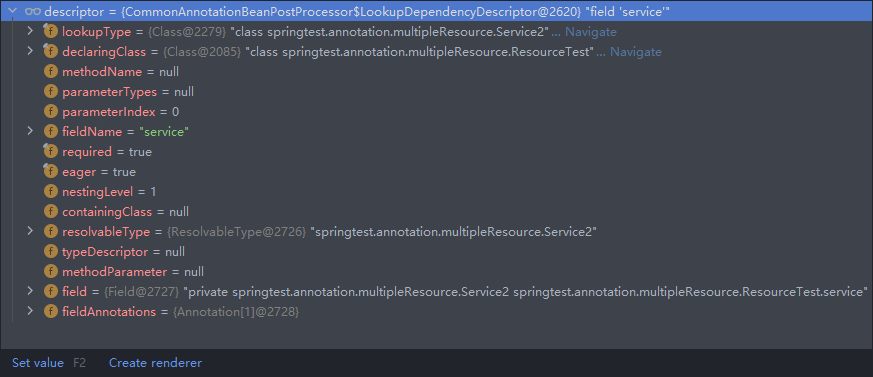 descriptor = {CommonAnnotationBeanPostProcessor$LookupDependencyDescriptor@2620} "field 'service'"
f lookupType = {Class@2279} "class springtest.annotation.multipleResource.Service2"... Navigate
f declaringClass = {Class@2085} "class springtest.annotation.multipleResource.ResourceTest"... Navigate
f methodName = null
f parameterTypes = null
f parameterIndex = 0
f fieldName = "service"
f required = true
f eager = true
f nestingLevel = 1
f containingClass = null
f resolvableType = {ResolvableType@2726} "springtest.annotation.multipleResource.Service2"
f typeDescriptor = null
f methodParameter = null
f field = {Field@2727} "private springtest.annotation.multipleResource.Service2 springtest.annotation.multipleResource.ResourceTest.service"
f fieldAnnotations = {Annotation[1]@2728}
Set value F2 Create renderer